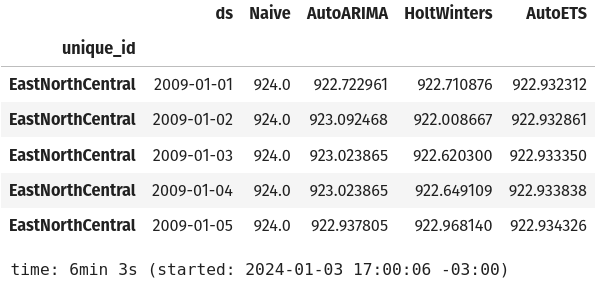 ds Naive AutoARIMA HoltWinters AutoETS
unique_id
EastNorthCentral 2009-01-01 924.0 922.722961 922.710876 922.932312
EastNorthCentral 2009-01-02 924.0 923.092468 922.008667 922.932861
EastNorthCentral 2009-01-03 924.0 923.023865 922.620300 922.933350
EastNorthCentral 2009-01-04 924.0 923.023865 922.649109 922.933838
EastNorthCentral 2009-01-05 924.0 922.937805 922.968140 922.934326
time: 6min 3s (started: 2024-01-03 17:00:06 -03:00)